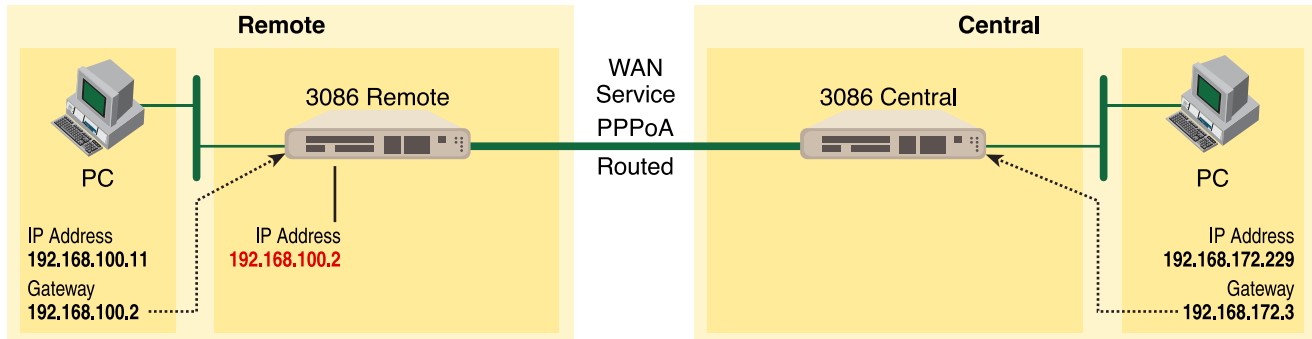 Remote
3086 Remote
PC
IP Address
192.168.100.11
Gateway
192.168.100.2
IP Address
192.168.100.2
WAN
Service
PPPoA
Routed
Central
3086 Central
PC
IP Address
192.168.172.229
Gateway
192.168.172.3